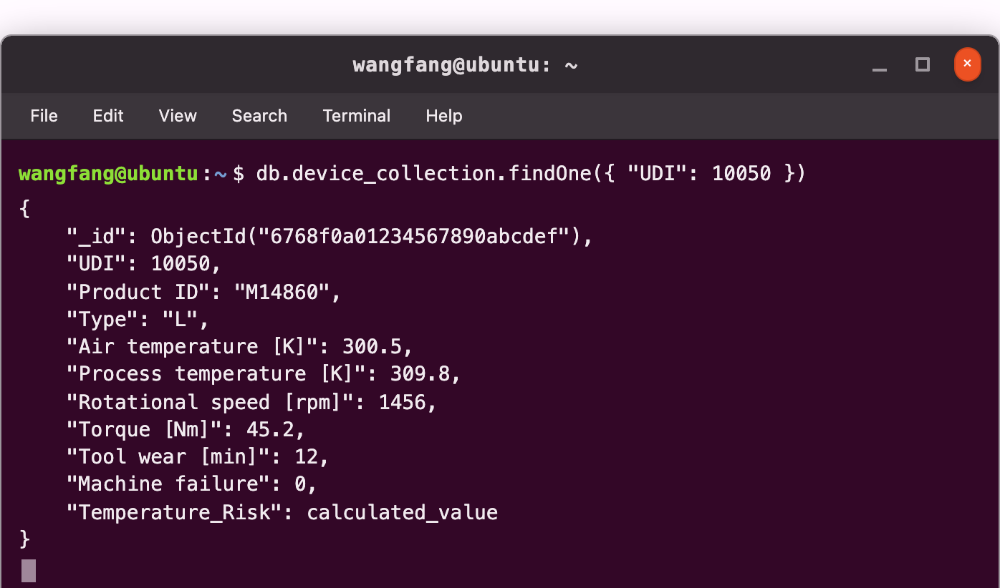 wangfang@ubuntu: ~
×
File Edit View Search Terminal Help
wangfang@ubuntu:~$ db.device_collection.findOne({ "UDI": 10050 })
{
    "_id": ObjectId("6768f0a01234567890abcdef"),
    "UDI": 10050,
    "Product ID": "M14860",
    "Type": "L",
    "Air temperature [K]": 300.5,
    "Process temperature [K]": 309.8,
    "Rotational speed [rpm]": 1456,
    "Torque [Nm]": 45.2,
    "Tool wear [min]": 12,
    "Machine failure": 0,
    "Temperature_Risk": calculated_value
}